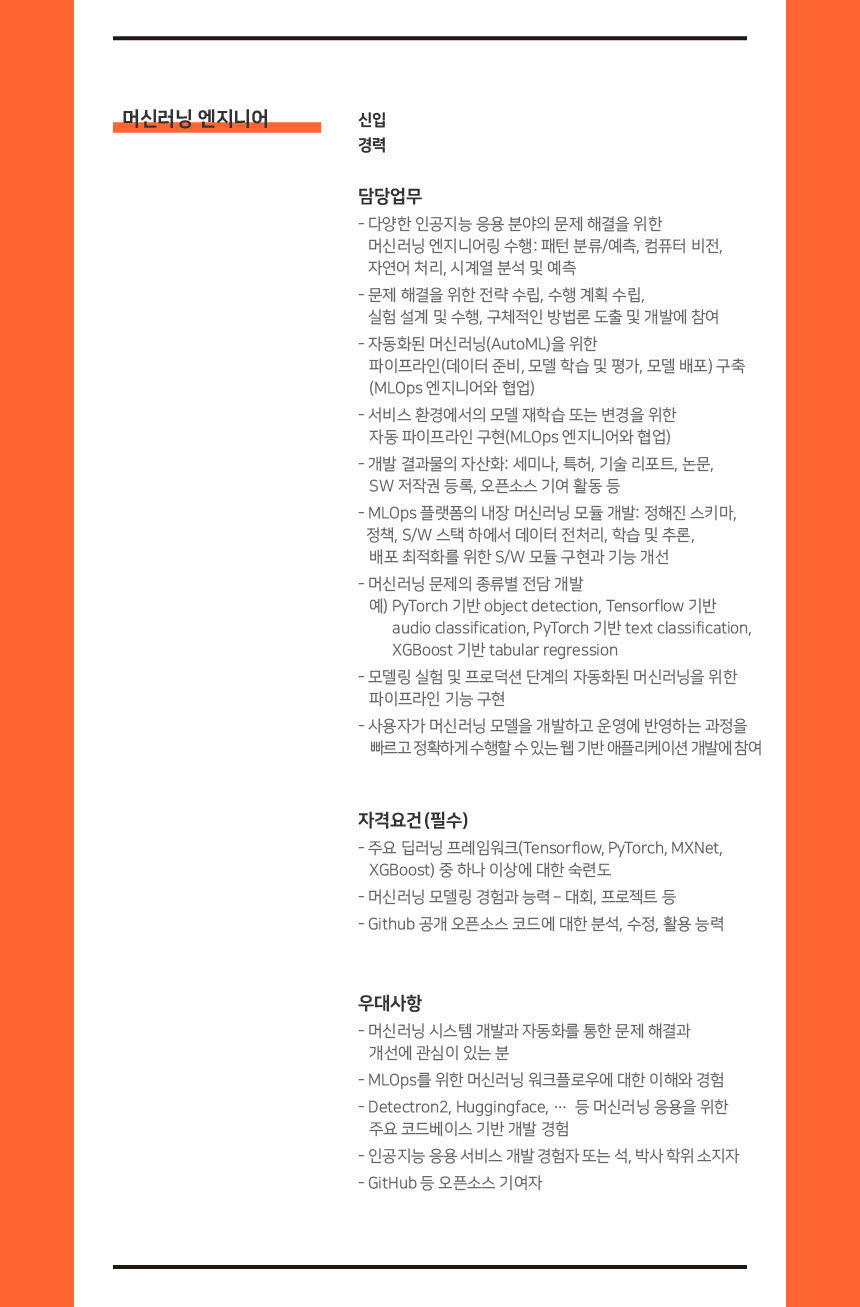 머신러닝 엔지니어
신입
경력
담당업무
- 다양한 인공지능 응용 분야의 문제 해결을 위한
머신러닝 엔지니어링 수행: 패턴 분류/예측, 컴퓨터 비전,
자연어 처리, 시계열 분석 및 예측
- 문제 해결을 위한 전략 수립, 수행 계획 수립,
실험 설계 및 수행, 구체적인 방법론 도출 및 개발에 참여
- 자동화된 머신러닝(AutoML)을 위한
파이프라인(데이터 준비, 모델 학습 및 평가, 모델 배포) 구축
(MLOps 엔지니어와 협업)
- 서비스 환경에서의 모델 재학습 또는 변경을 위한
자동 파이프라인 구현(MLOps 엔지니어와 협업)
- 개발 결과물의 자산화: 세미나, 특허, 기술 리포트, 논문,
SW 저작권 등록, 오픈소스 기여 활동 등
- MLOps 플랫폼의 내장 머신러닝 모듈 개발: 정해진 스키마,
정책, S/W 스택 하에서 데이터 전처리, 학습 및 추론,
배포 최적화를 위한 S/W 모듈 구현과 기능 개선
- 머신러닝 문제의 종류별 전담 개발
예) PyTorch 기반 object detection, Tensorflow 기반
audio classification, PyTorch 기반 text classification,
XGBoost 기반 tabular regression
- 모델링 실험 및 프로덕션 단계의 자동화된 머신러닝을 위한
파이프라인 기능 구현
- 사용자가 머신러닝 모델을 개발하고 운영에 반영하는 과정을
빠르고 정확하게 수행할 수 있는 웹 기반 애플리케이션 개발에 참여
자격요건(필수)
- 주요 딥러닝 프레임워크(Tensorflow, PyTorch, MXNet,
XGBoost) 중 하나 이상에 대한 숙련도
- 머신러닝 모델링 경험과 능력 – 대회, 프로젝트 등
- Github 공개 오픈소스 코드에 대한 분석, 수정, 활용 능력
우대사항
- 머신러닝 시스템 개발과 자동화를 통한 문제 해결과
개선에 관심이 있는 분
- MLOps를 위한 머신러닝 워크플로우에 대한 이해와 경험
- Detectron2, Huggingface, … 등 머신러닝 응용을 위한
주요 코드베이스 기반 개발 경험
- 인공지능 응용 서비스 개발 경험자 또는 석, 박사 학위 소지자
- GitHub 등 오픈소스 기여자